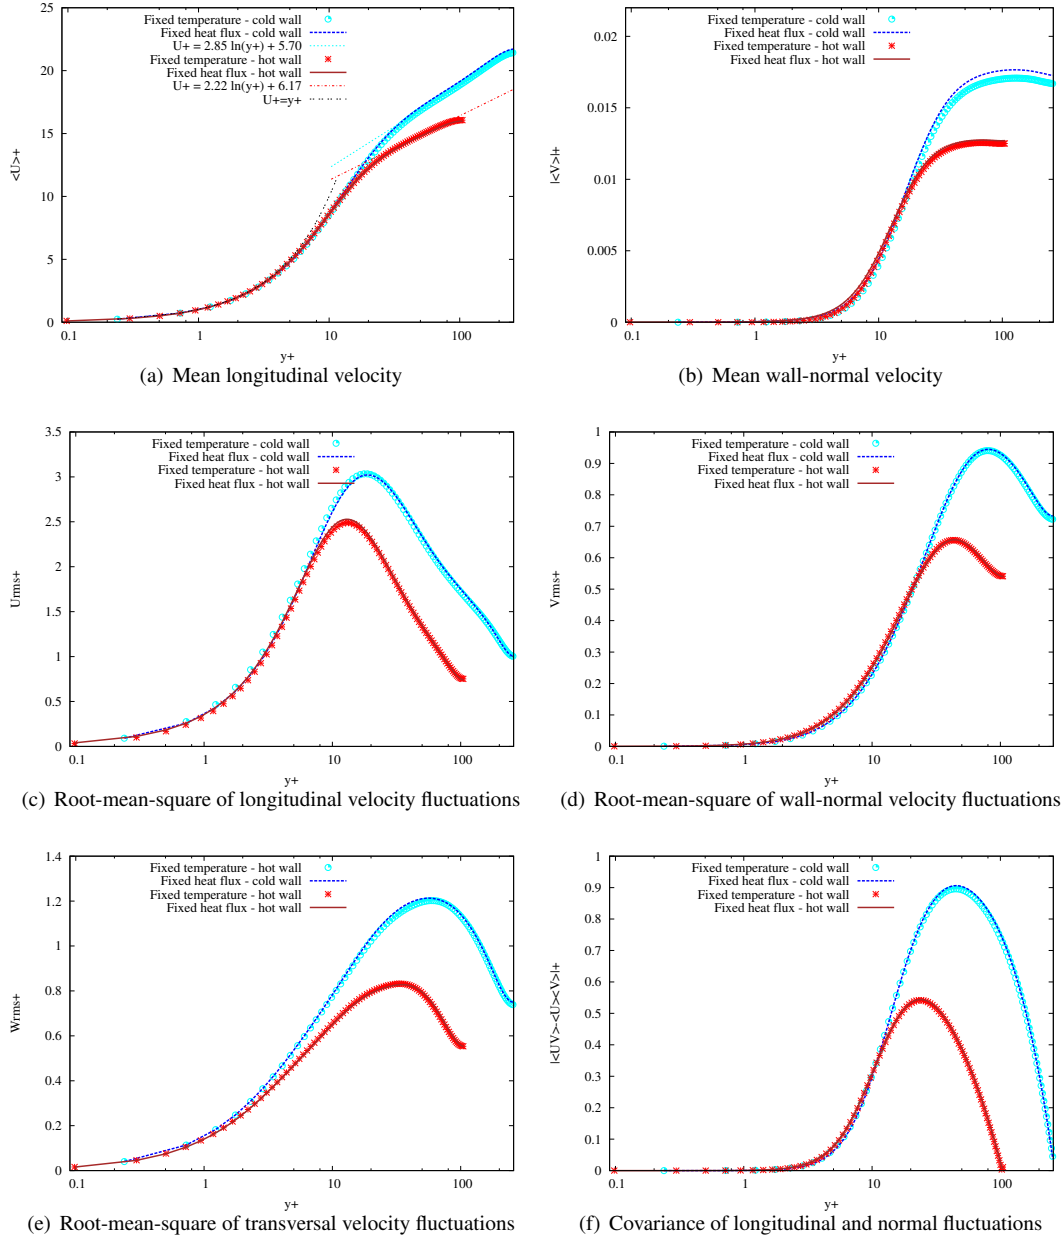 Fixed temperature - cold wall
Fixed heat flux - cold wall
U+ = 2.85 ln(y+) + 5.70
Fixed temperature - hot wall
Fixed heat flux - hot wall
U+ = 2.22 ln(y+) + 6.17
U+=y+
25
20
15
10
5
0
<U>+
0.1 1 10 100
y+
(a) Mean longitudinal velocity
Fixed temperature - cold wall
Fixed heat flux - cold wall
Fixed temperature - hot wall
Fixed heat flux - hot wall
0.02
0.015
0.01
0.005
0
|<V>|+
0.1 1 10 100
y+
(b) Mean wall-normal velocity
Fixed temperature - cold wall
Fixed heat flux - cold wall
Fixed temperature - hot wall
Fixed heat flux - hot wall
3.5
3
2.5
2
1.5
1
0.5
0
Urms+
0.1 1 10 100
y+
(c) Root-mean-square of longitudinal velocity fluctuations
Fixed temperature - cold wall
Fixed heat flux - cold wall
Fixed temperature - hot wall
Fixed heat flux - hot wall
1
0.9
0.8
0.7
0.6
0.5
0.4
0.3
0.2
0.1
0
Vrms+
0.1 1 10 100
y+
(d) Root-mean-square of wall-normal velocity fluctuations
Fixed temperature - hot wall
Fixed heat flux - cold wall
Fixed temperature - hot wall
Fixed heat flux - hot wall
1.4
1.2
1
0.8
0.6
0.4
0.2
0
Wrms+
0.1 1 10 100
y+
(e) Root-mean-square of transversal velocity fluctuations
Fixed temperature - cold wall
Fixed heat flux - cold wall
Fixed temperature - hot wall
Fixed heat flux - hot wall
1
0.9
0.8
0.7
0.6
0.5
0.4
0.3
0.2
0.1
0
|<UV>-<U><V>|+
0.1 1 10 100
y+
(f) Covariance of longitudinal and normal fluctuations